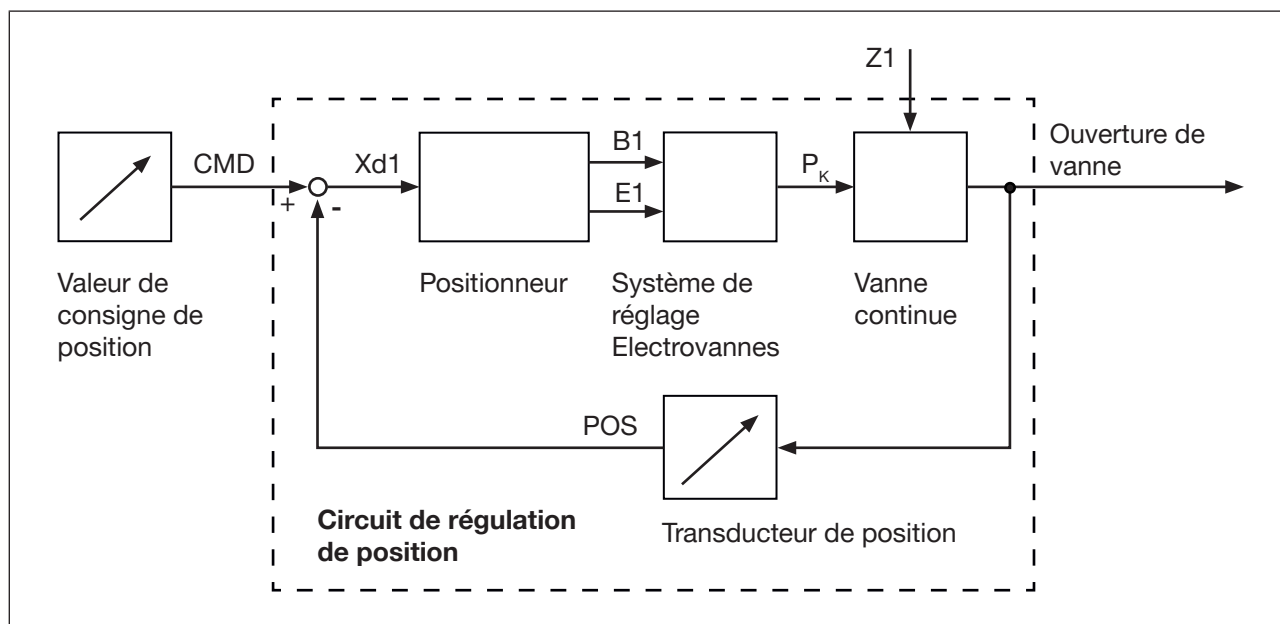 Z1
Ouverture de
vanne
CMD
Xd1
B1
E1
PK
+
-
Valeur de
consigne de
position
Positionneur
Système de
réglage
Electrovannes
Vanne
continue
POS
Circuit de régulation
de position
Transducteur de position